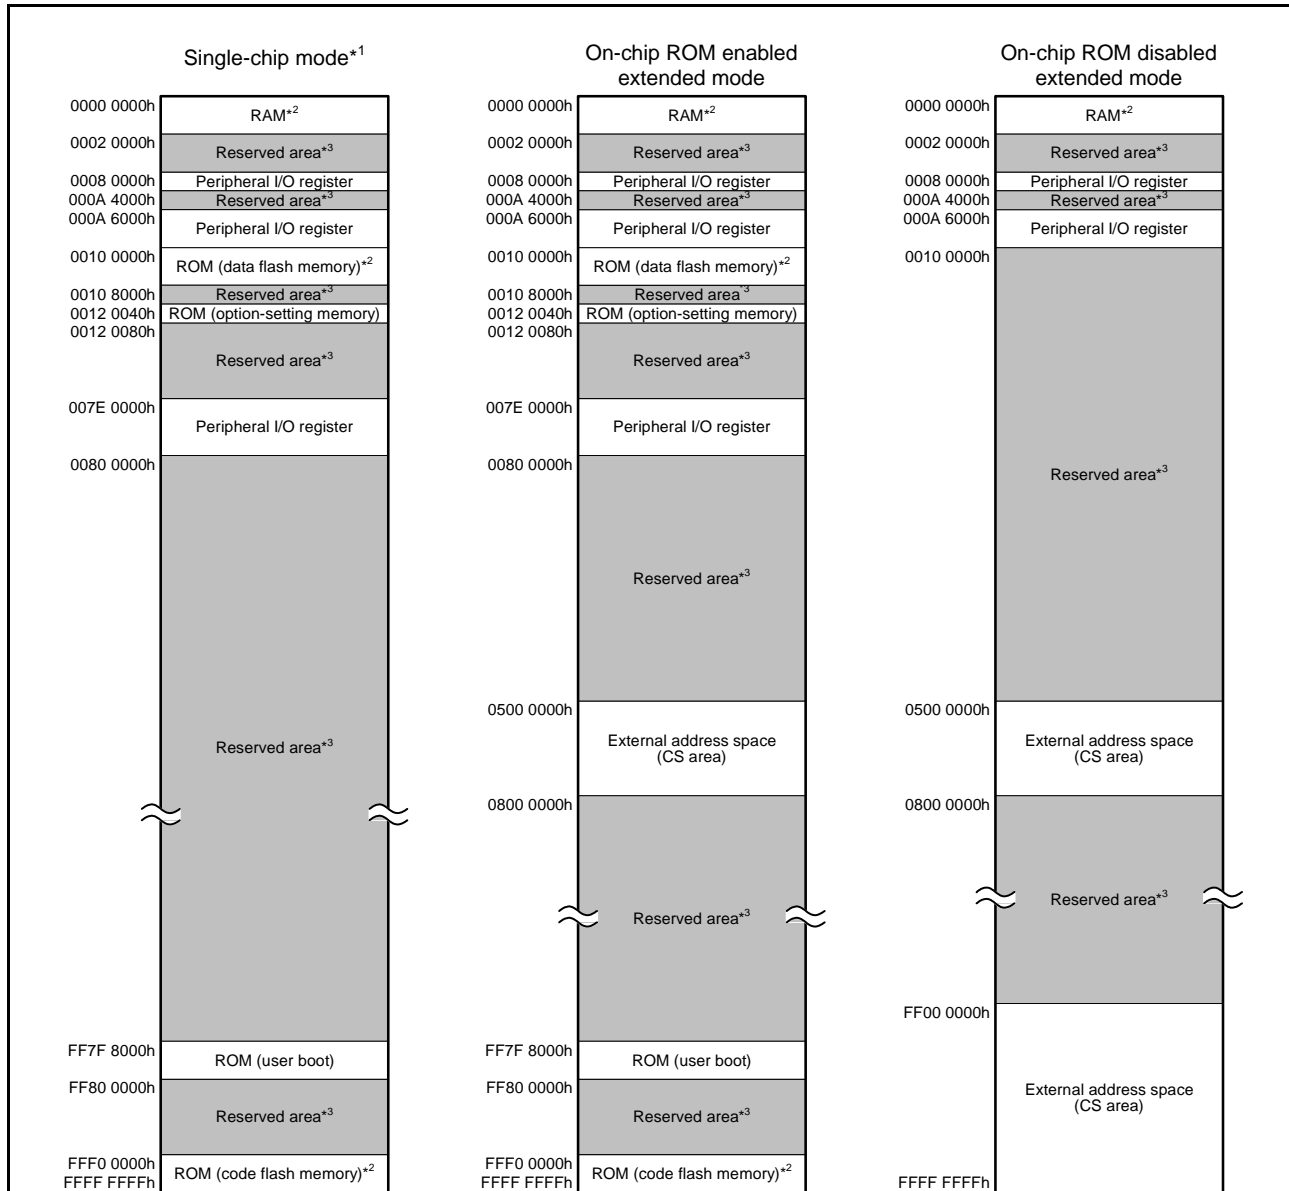 Single-chip mode*1
0000 0000h
RAM*2
0002 0000h
Reserved area*3
0008 0000h
Peripheral I/O register
000A 4000h
Reserved area*3
000A 6000h
Peripheral I/O register
0010 0000h
ROM (data flash memory)*2
0010 8000h
Reserved area*3
0012 0040h
ROM (option-setting memory)
0012 0080h
Reserved area*3
007E 0000h
Peripheral I/O register
0080 0000h
Reserved area*3
FF7F 8000h
ROM (user boot)
FF80 0000h
Reserved area*3
FFF0 0000h
ROM (code flash memory)*2
FFFF FFFFh
On-chip ROM enabled
extended mode
0000 0000h
RAM*2
0002 0000h
Reserved area*3
0008 0000h
Peripheral I/O register
000A 4000h
Reserved area*3
000A 6000h
Peripheral I/O register
0010 0000h
ROM (data flash memory)*2
0010 8000h
Reserved area*3
0012 0040h
ROM (option-setting memory)
0012 0080h
Reserved area*3
007E 0000h
Peripheral I/O register
0080 0000h
Reserved area*3
0500 0000h
External address space
(CS area)
0800 0000h
Reserved area*3
FF7F 8000h
ROM (user boot)
FF80 0000h
Reserved area*3
FFF0 0000h
ROM (code flash memory)*2
FFFF FFFFh
On-chip ROM disabled
extended mode
0000 0000h
RAM*2
0002 0000h
Reserved area*3
0008 0000h
Peripheral I/O register
000A 4000h
Reserved area*3
000A 6000h
Peripheral I/O register
0010 0000h
Reserved area*3
0500 0000h
External address space
(CS area)
0800 0000h
Reserved area*3
FF00 0000h
External address space
(CS area)
FFFF FFFFh